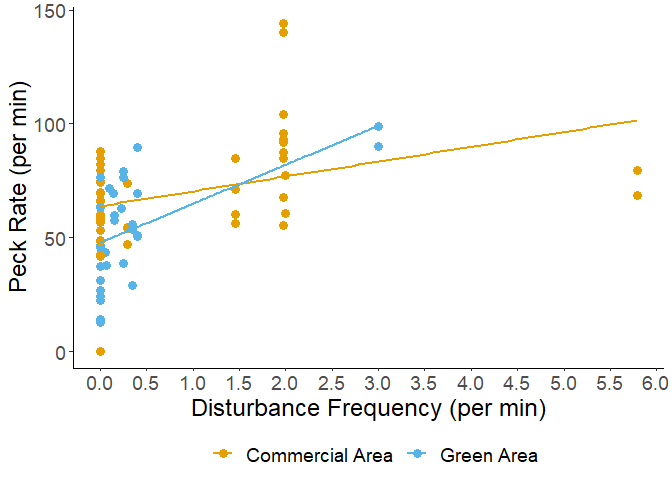 150
100
50
0
Peck Rate (per min)
0.0 0.5 1.0 1.5 2.0 2.5 3.0 3.5 4.0 4.5 5.0 5.5 6.0
Disturbance Frequency (per min)
Commercial Area Green Area